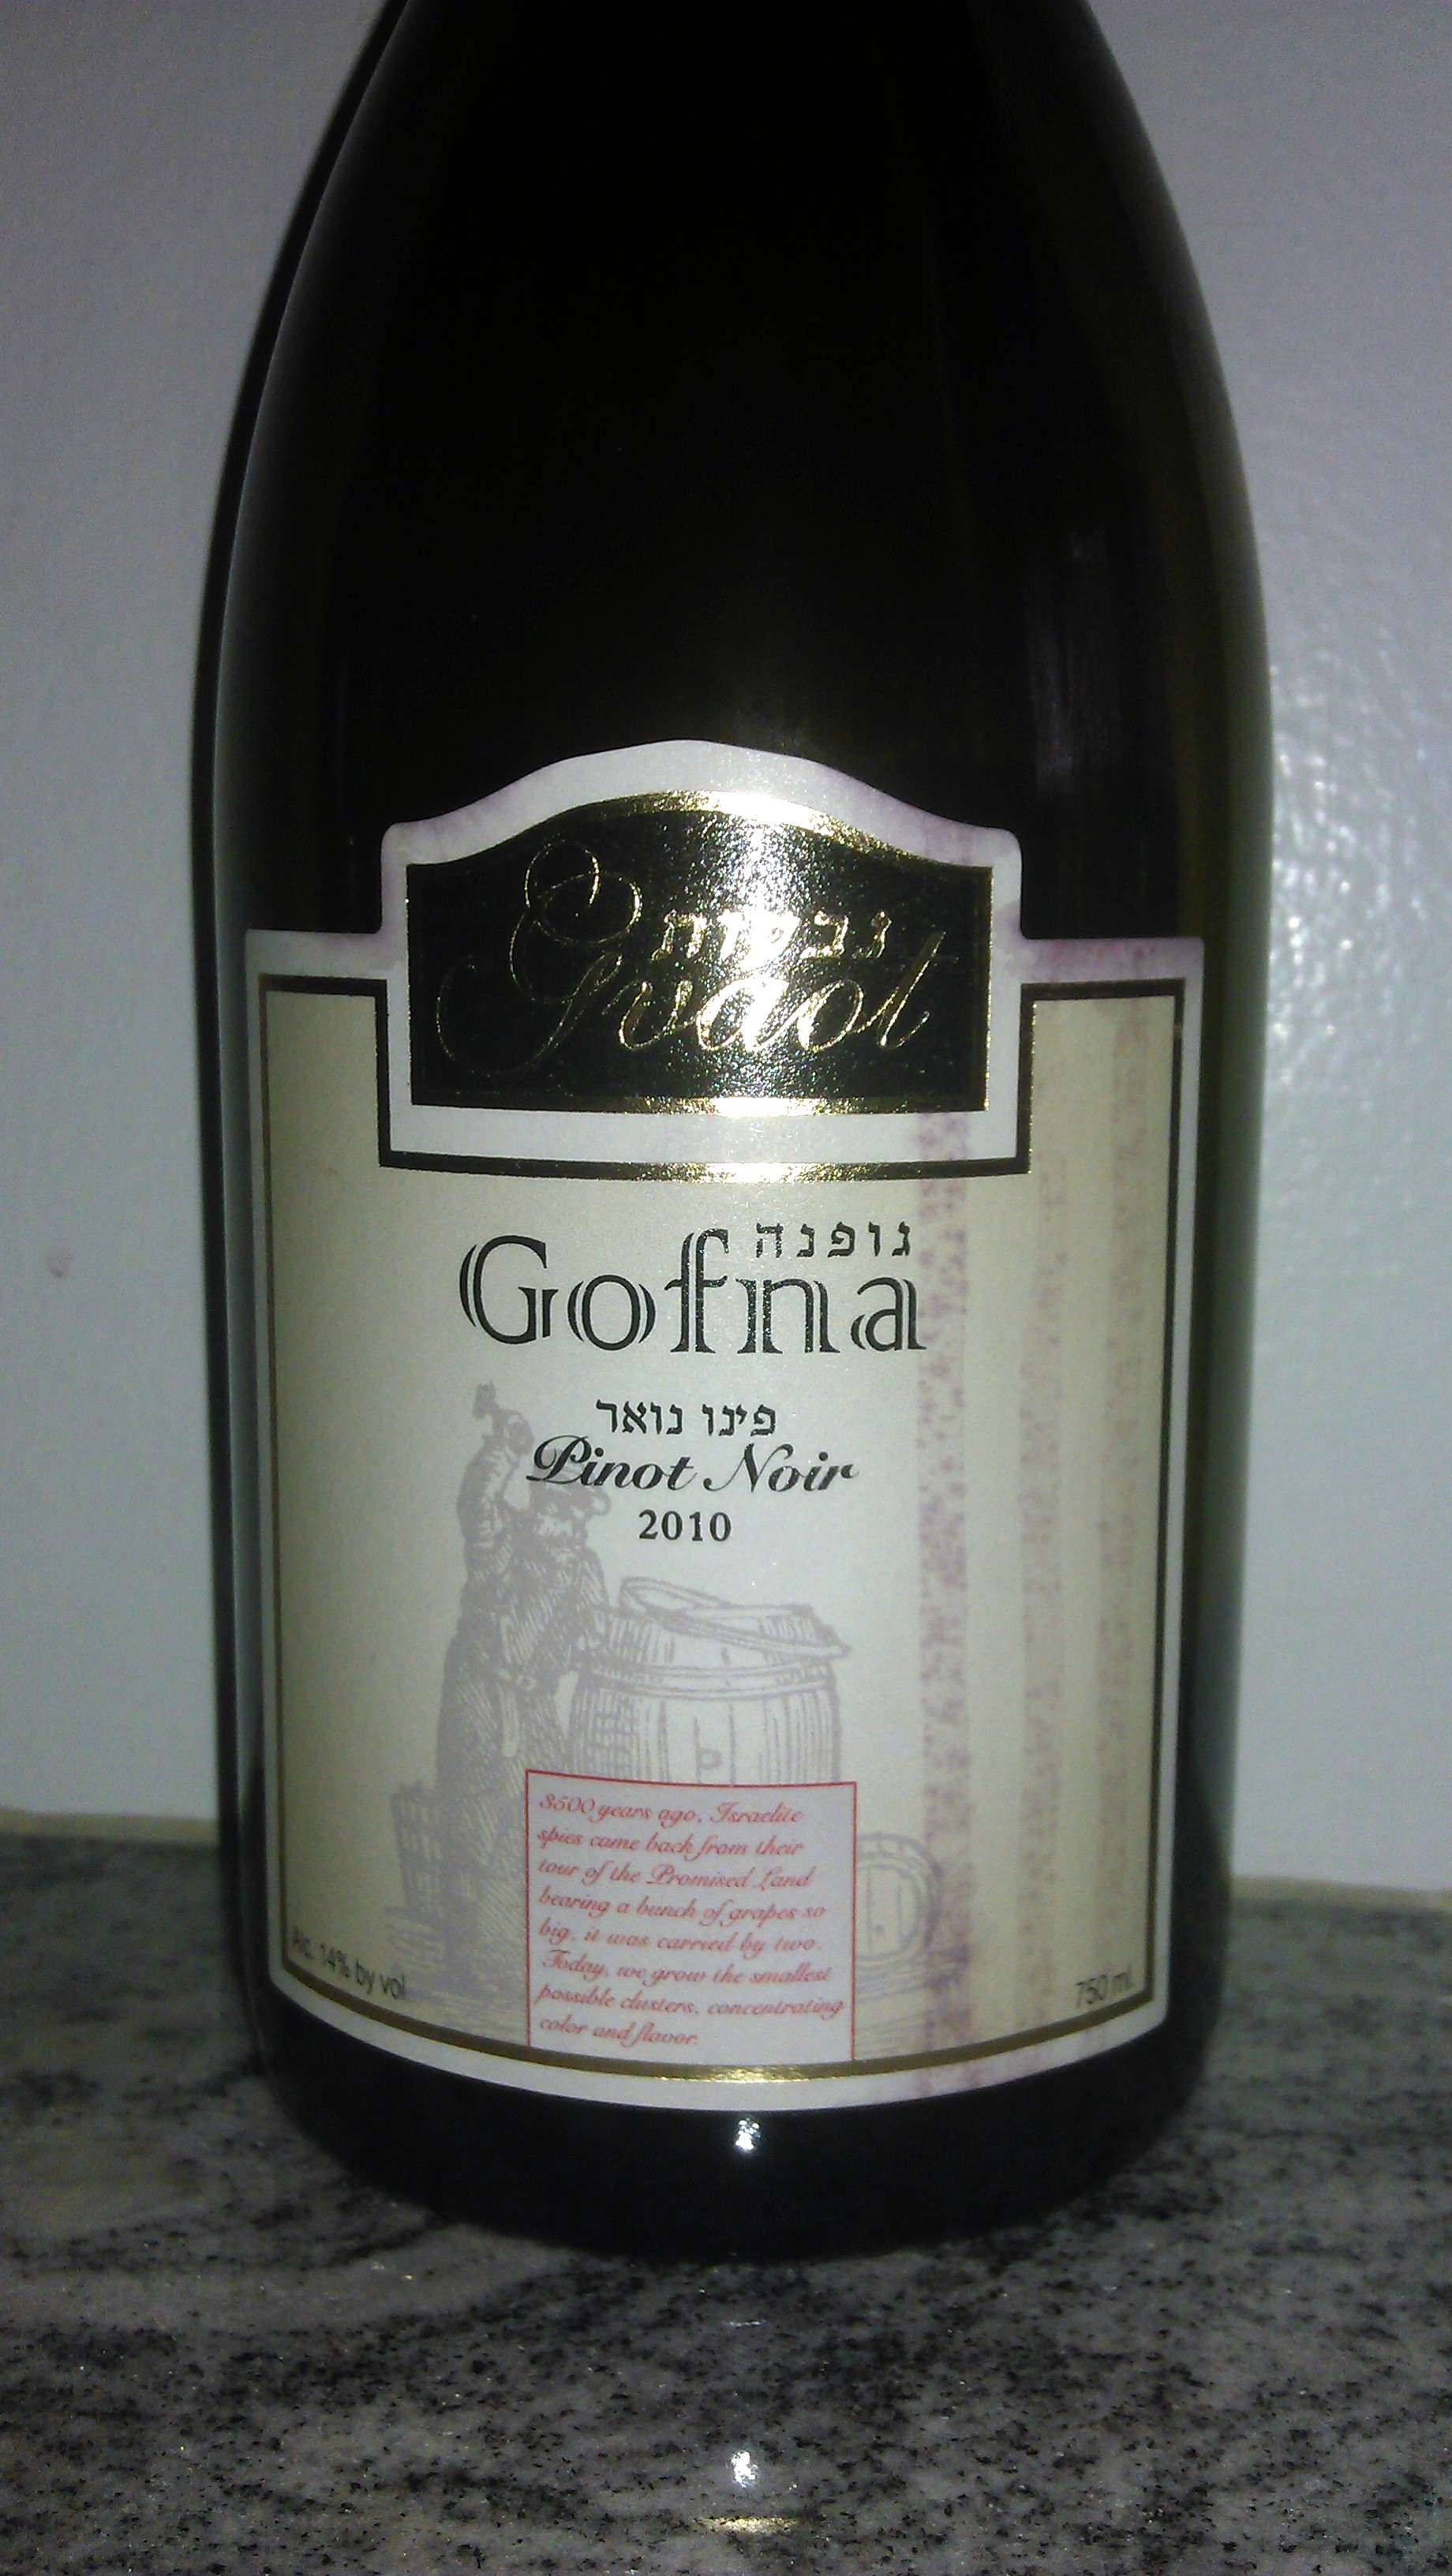 גבעות
Gvaot
גופנה
Gofna
פינו נואר
Pinot Noir
2010
3500 years ago, Israelite
spies came back from their
tour of the Promised Land
bearing a bunch of grapes so
big, it was carried by two.
Today, we grow the smallest
possible clusters, concentrating
color and flavor.
Alc. 14% by vol
750 ml